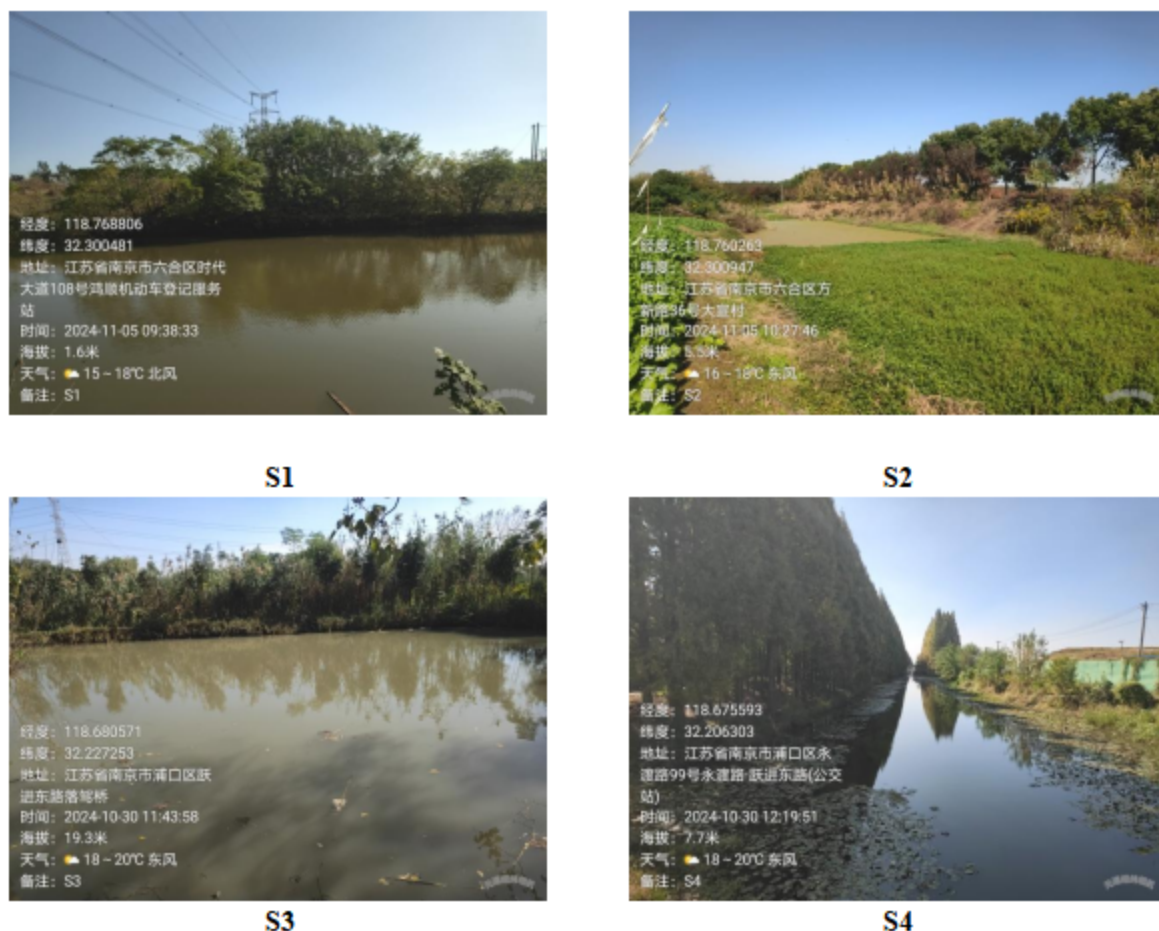 经度：118.768806
纬度：32.300481
地址：江苏省南京市六合区时代
大道108号鸿顺机动车登记服务
站
时间：2024-11-05 09:38:33
海拔：1.6米
天气：15~18℃ 北风
备注：S1
S1
经度：118.760263
纬度：32.300947
地址：江苏省南京市六合区方
新路36号大宣村
时间：2024-11-05 10:27:46
海拔：5.5米
天气：16~18℃ 东风
备注：S2
S2
经度：118.680571
纬度：32.227253
地址：江苏省南京市浦口区跃
进东路落驾桥
时间：2024-10-30 11:43:58
海拔：19.3米
天气：18~20℃ 东风
备注：S3
S3
经度：118.675593
纬度：32.206303
地址：江苏省南京市浦口区永
渡路99号永渡路·跃进东路(公交
站)
时间：2024-10-30 12:19:51
海拔：7.7米
天气：18~20℃ 东风
备注：S4
S4